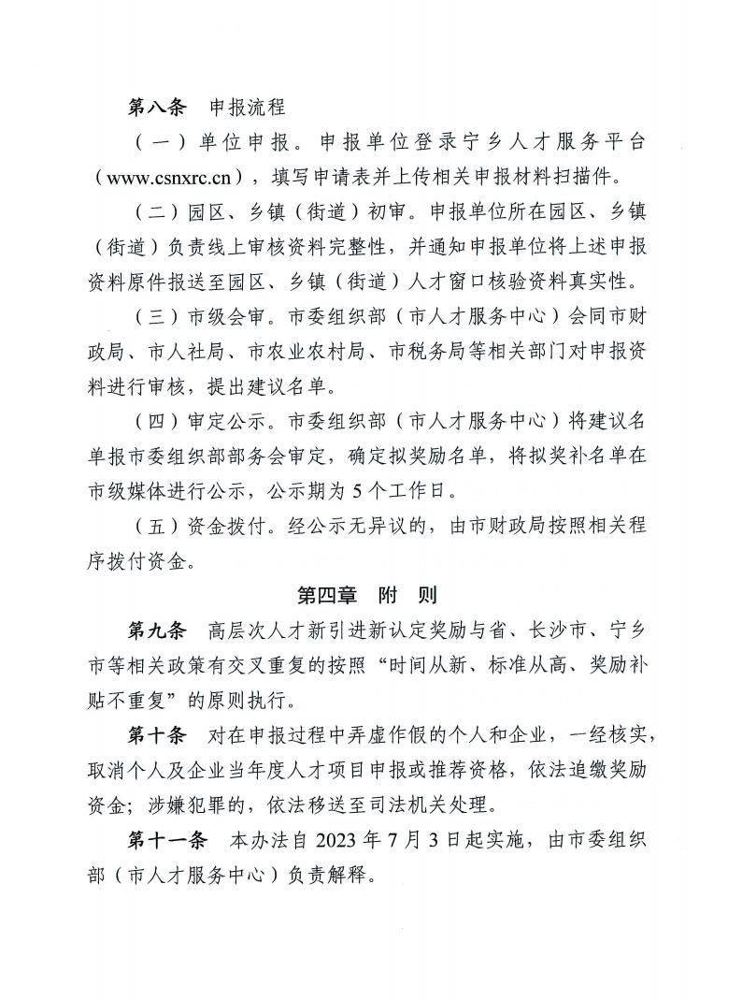 第八条　申报流程
（一）单位申报。申报单位登录宁乡人才服务平台
（www.csnxrc.cn），填写申请表并上传相关申报材料扫描件。
（二）园区、乡镇（街道）初审。申报单位所在园区、乡镇
（街道）负责线上审核资料完整性，并通知申报单位将上述申报
资料原件报送至园区、乡镇（街道）人才窗口核验资料真实性。
（三）市级会审。市委组织部（市人才服务中心）会同市财
政局、市人社局、市农业农村局、市税务局等相关部门对申报资
料进行审核，提出建议名单。
（四）审定公示。市委组织部（市人才服务中心）将建议名
单报市委组织部部务会审定，确定拟奖励名单，将拟奖补名单在
市级媒体进行公示，公示期为 5 个工作日。
（五）资金拨付。经公示无异议的，由市财政局按照相关程
序拨付资金。
第四章　附　则
第九条　高层次人才新引进新认定奖励与省、长沙市、宁乡
市等相关政策有交叉重复的按照“时间从新、标准从高、奖励补
贴不重复”的原则执行。
第十条　对在申报过程中弄虚作假的个人和企业，一经核实，
取消个人及企业当年度人才项目申报或推荐资格，依法追缴奖励
资金；涉嫌犯罪的，依法移送至司法机关处理。
第十一条　本办法自 2023 年 7 月 3 日起实施，由市委组织
部（市人才服务中心）负责解释。